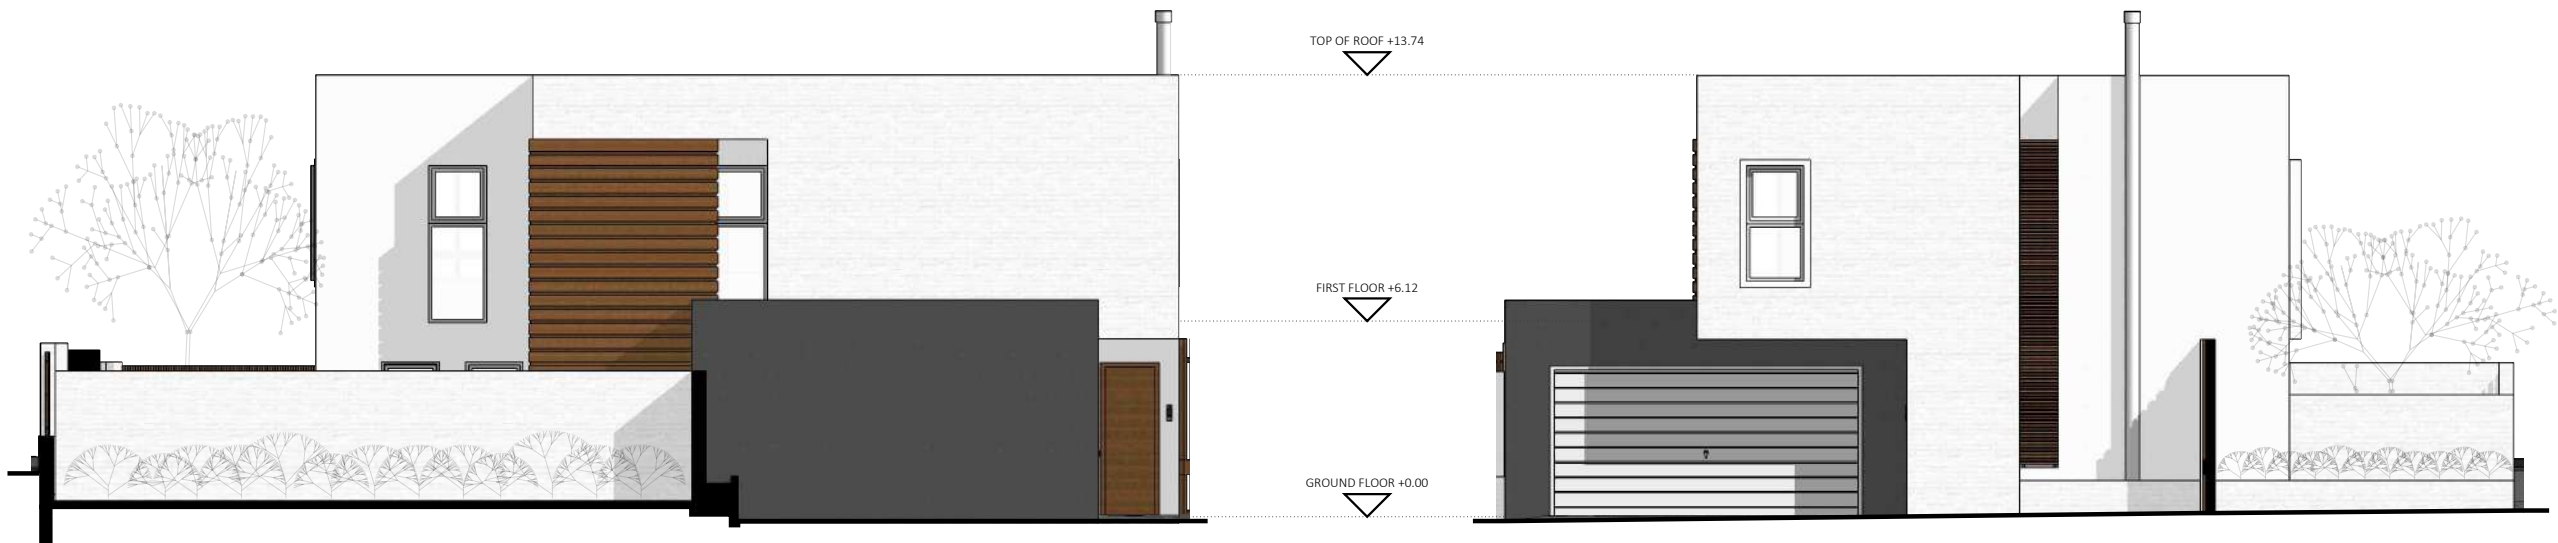 TOP OF ROOF +13.74
FIRST FLOOR +6.12
GROUND FLOOR +0.00